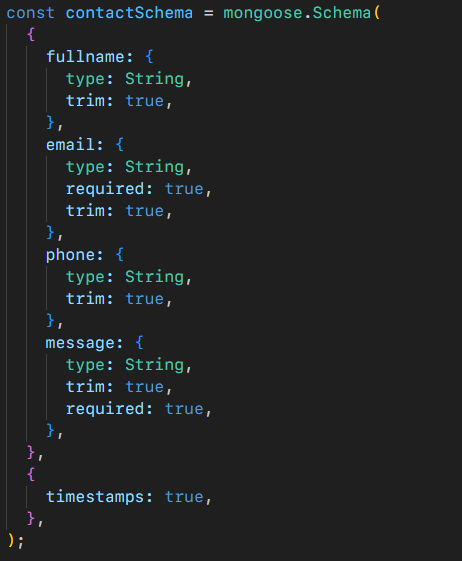 const contactSchema = mongoose.Schema(
  {
    fullname: {
      type: String,
      trim: true,
    },
    email: {
      type: String,
      required: true,
      trim: true,
    },
    phone: {
      type: String,
      trim: true,
    },
    message: {
      type: String,
      trim: true,
      required: true,
    },
  },
  {
    timestamps: true,
  },
);